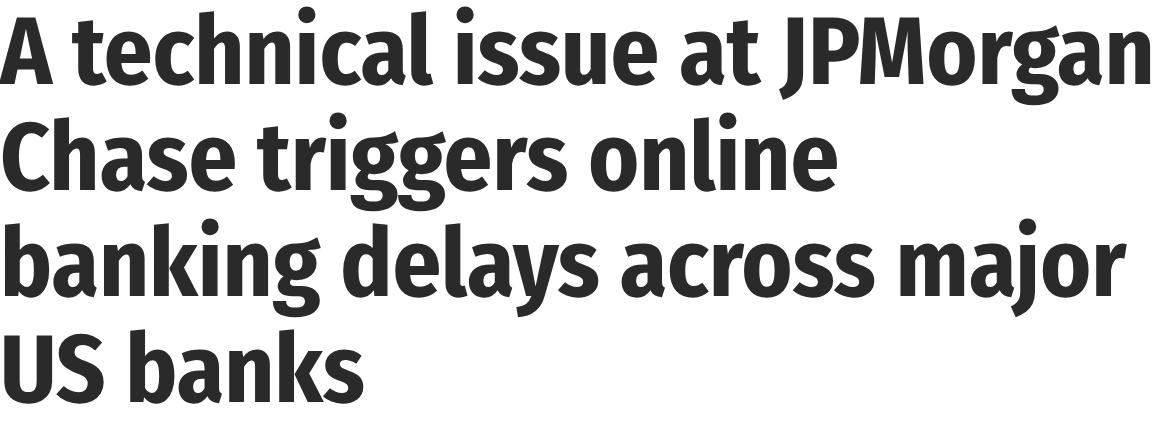 A technical issue at JPMorgan
Chase triggers online
banking delays across major
US banks